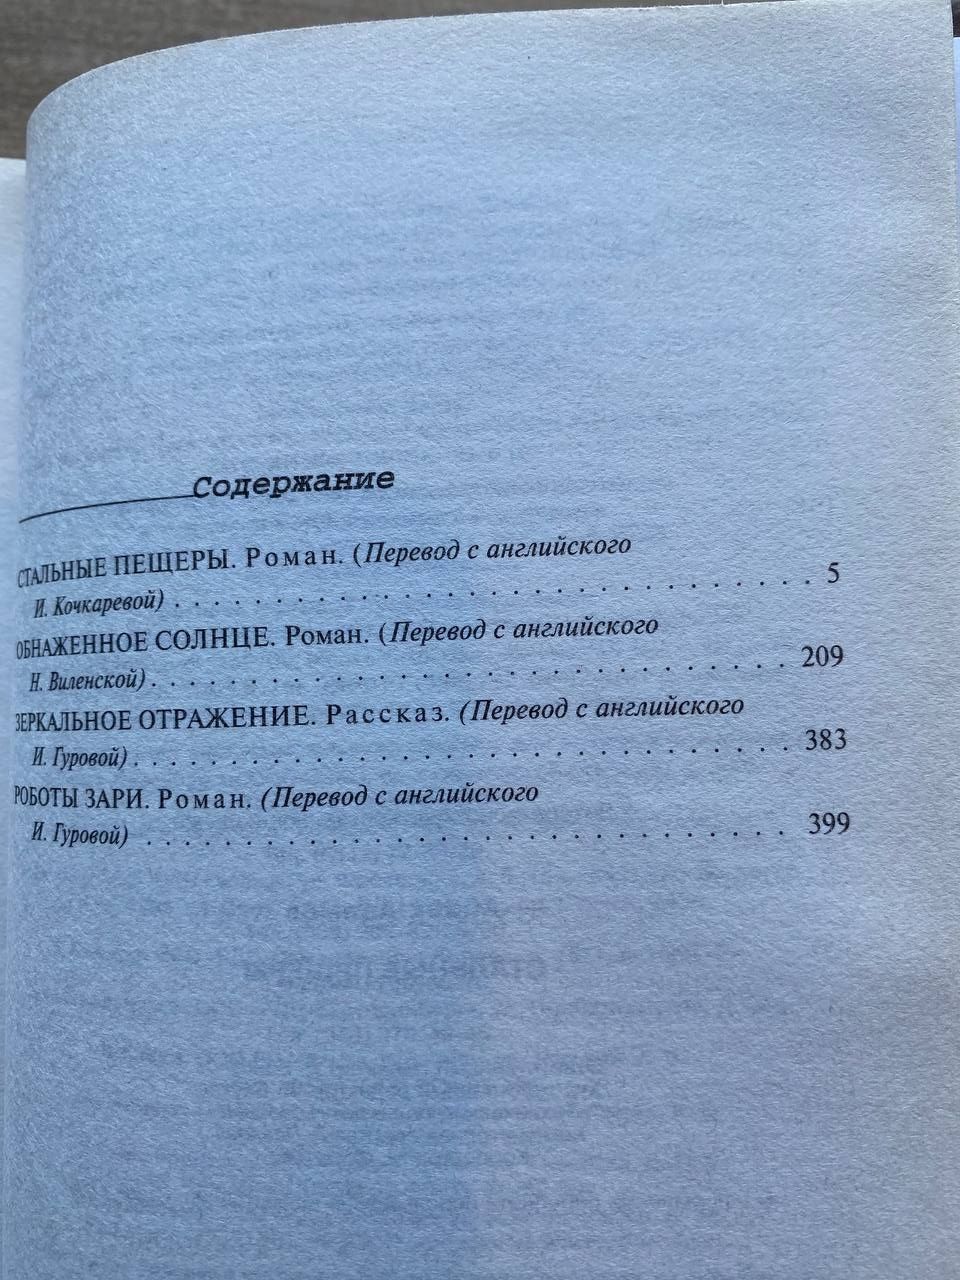 Содержание
СТАЛЬНЫЕ ПЕЩЕРЫ. Роман. (Перевод с английского
И. Кочкаревой) . . . . . . . . . . . . . . . . . . . . . . . . . . 5
ОБНАЖЕННОЕ СОЛНЦЕ. Роман. (Перевод с английского
Н. Виленской) . . . . . . . . . . . . . . . . . . . . . . . . . . 209
ЗЕРКАЛЬНОЕ ОТРАЖЕНИЕ. Рассказ. (Перевод с английского
И. Гуровой) . . . . . . . . . . . . . . . . . . . . . . . . . . . 383
РОБОТЫ ЗАРИ. Роман. (Перевод с английского
И. Гуровой) . . . . . . . . . . . . . . . . . . . . . . . . . . . 399